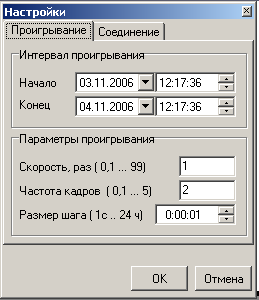 Настройки
Проигрывание Соединение
Интервал проигрывания
Начало 03.11.2006 12:17:36
Конец 04.11.2006 12:17:36
Параметры проигрывания
Скорость, раз ( 0,1 ... 99) 1
Частота кадров ( 0,1 ... 5) 2
Размер шага ( 1с .. 24 ч) 0:00:01
OK Отмена